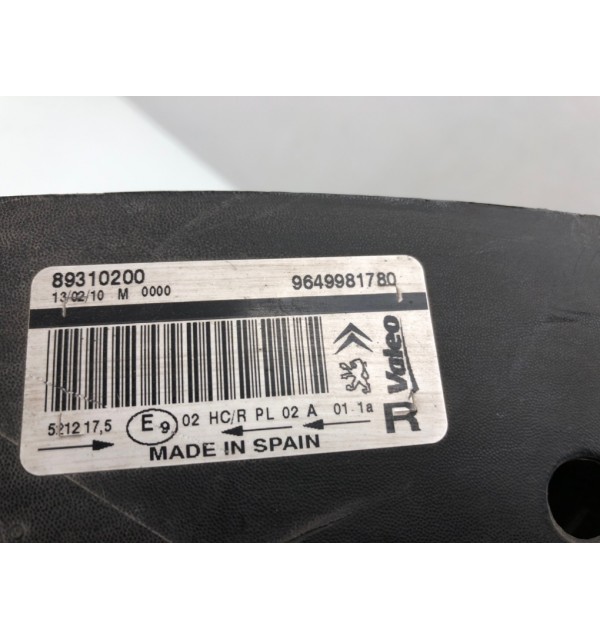 89310200 9649981780
13/02/10 M 0000
Valeo
R
5212 17,5 E9 02 HC/R PL 02 A 01 1a
MADE IN SPAIN